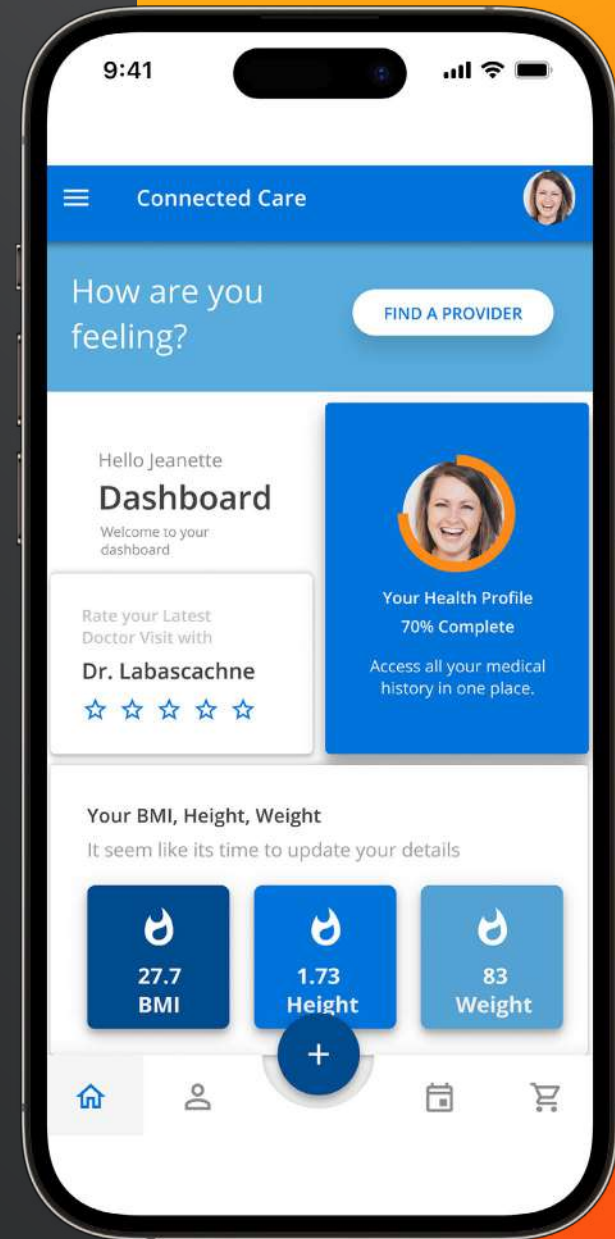 9:41
Connected Care
How are you
feeling?
FIND A PROVIDER
Hello Jeanette
Dashboard
Welcome to your
dashboard
Rate your Latest
Doctor Visit with
Dr. Labascachne
Your Health Profile
70% Complete
Access all your medical
history in one place.
Your BMI, Height, Weight
It seem like its time to update your details
27.7
BMI
1.73
Height
83
Weight
+